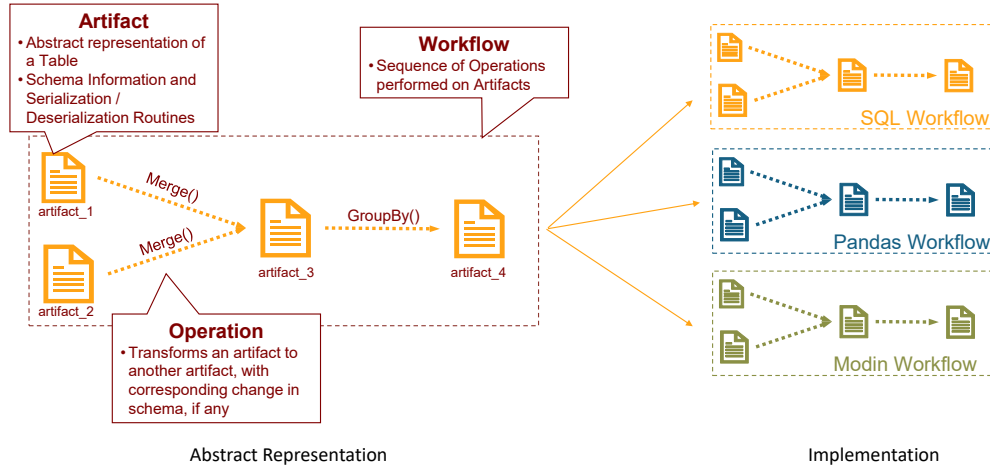 Artifact
• Abstract representation of
a Table
• Schema Information and
Serialization /
Deserialization Routines
Workflow
• Sequence of Operations
performed on Artifacts
artifact_1
Merge()
artifact_2
Merge()
artifact_3
GroupBy()
artifact_4
Operation
• Transforms an artifact to
another artifact, with
corresponding change in
schema, if any
SQL Workflow
Pandas Workflow
Modin Workflow
Abstract Representation
Implementation